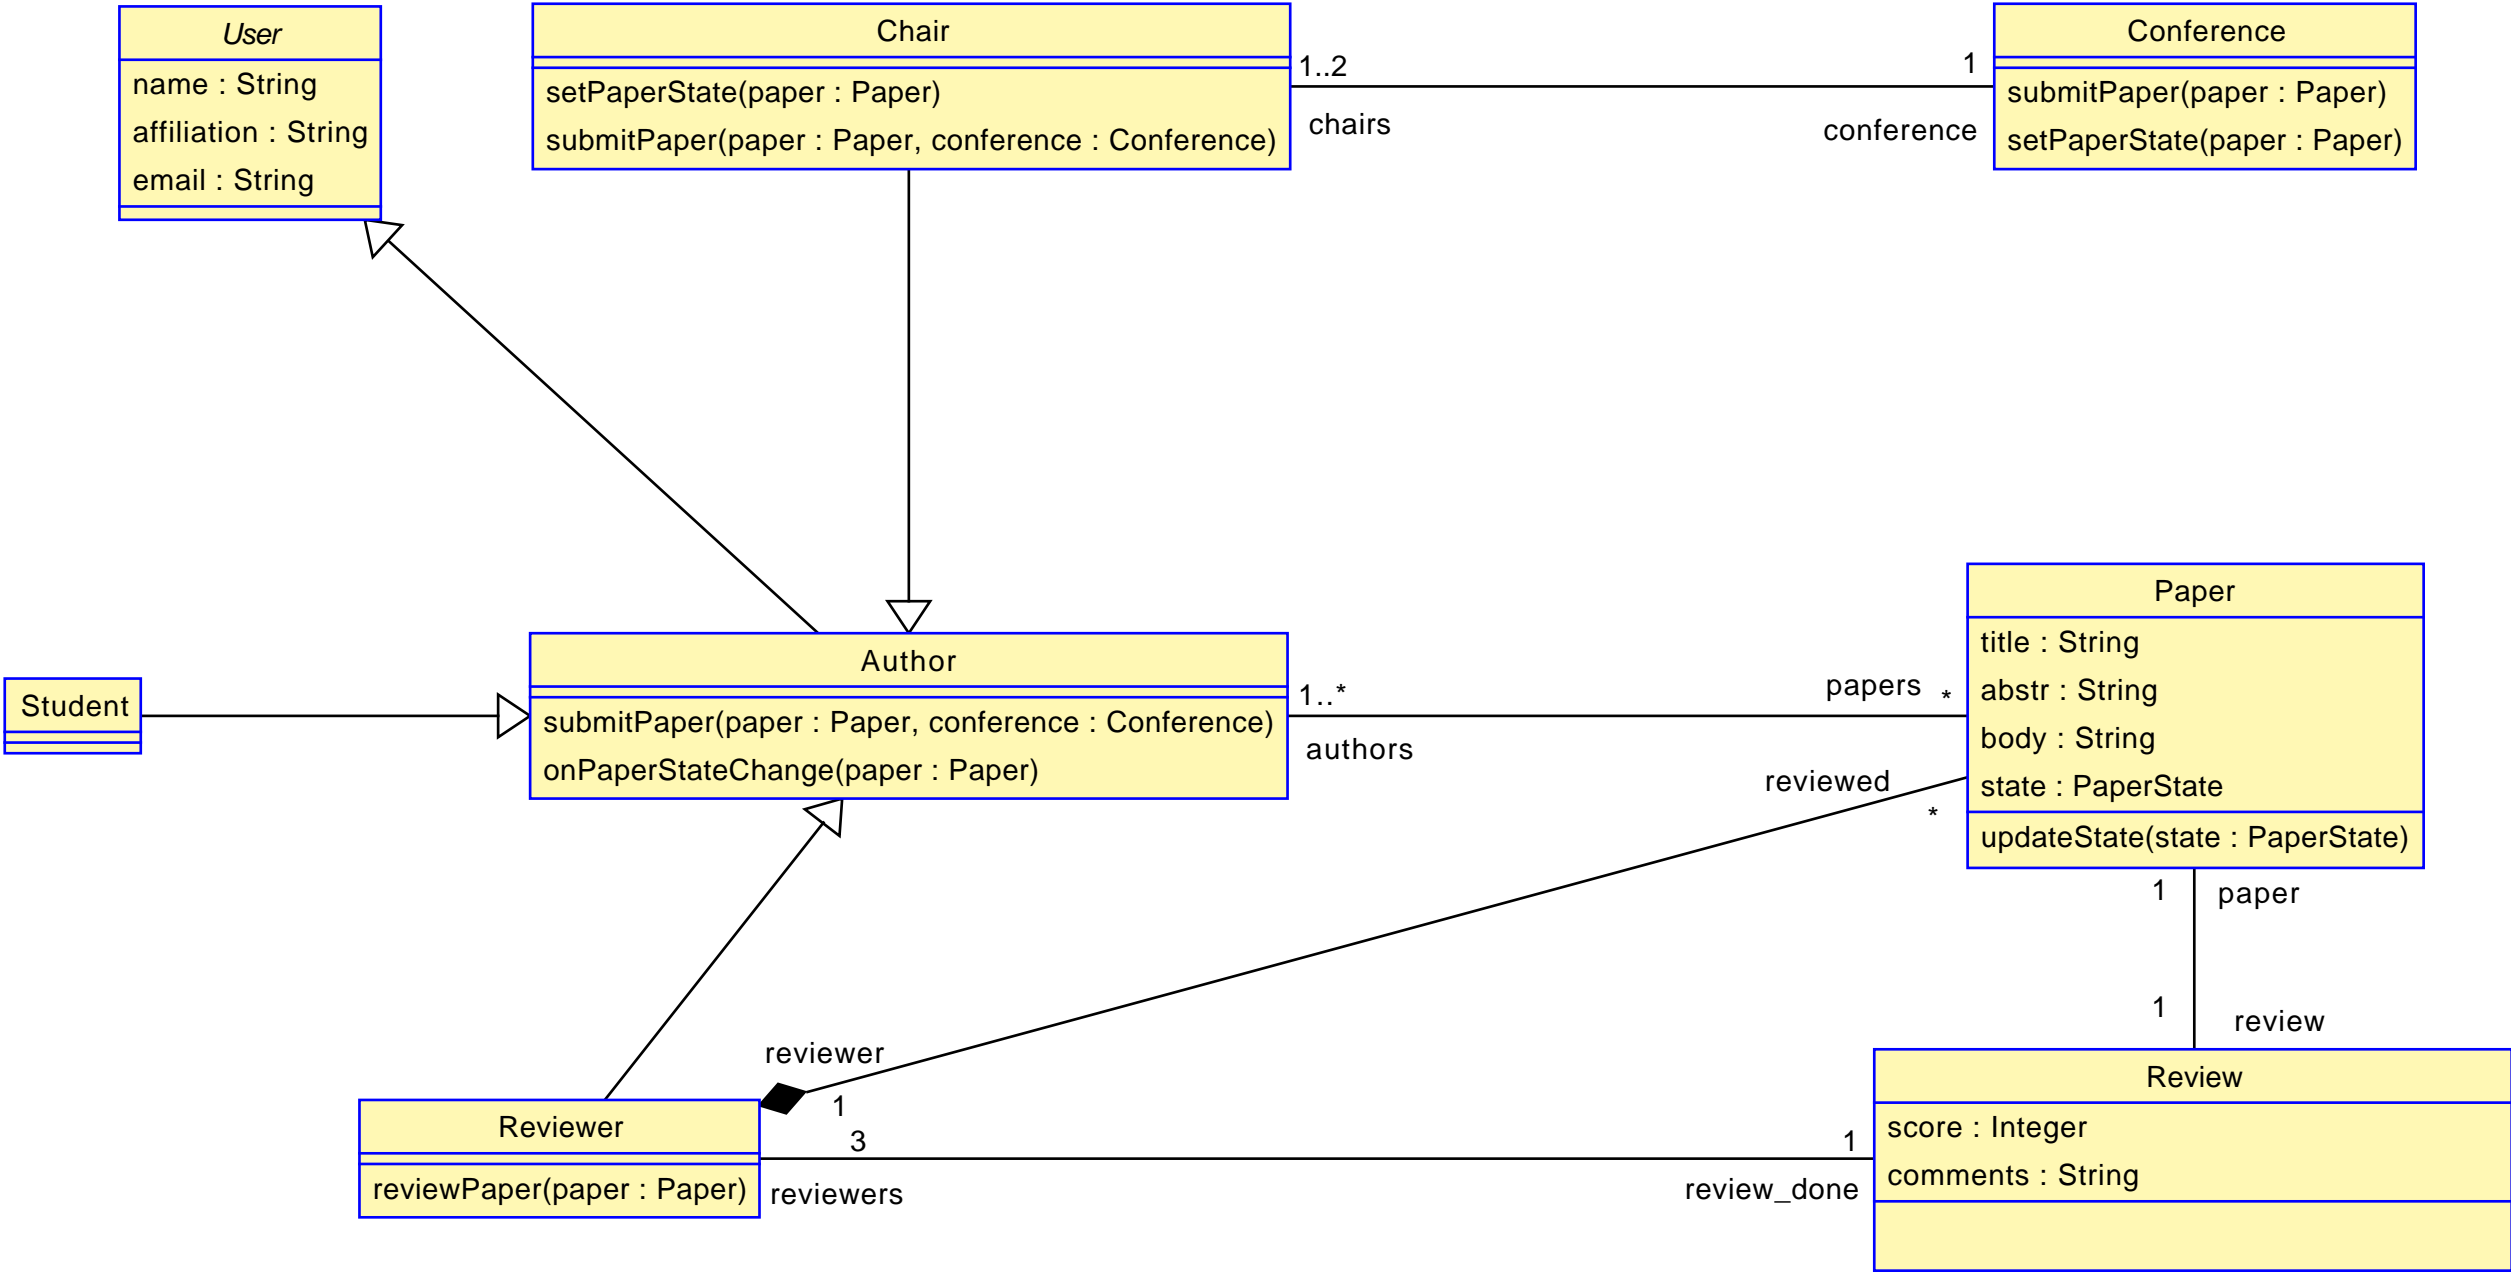 User
name : String
affiliation : String
email : String
Chair
setPaperState(paper : Paper)
submitPaper(paper : Paper, conference : Conference)
1..2
chairs
1
conference
Conference
submitPaper(paper : Paper)
setPaperState(paper : Paper)
Student
Author
submitPaper(paper : Paper, conference : Conference)
onPaperStateChange(paper : Paper)
1..*
authors
papers *
reviewed
*
Paper
title : String
abstr : String
body : String
state : PaperState
updateState(state : PaperState)
1 paper
1
review
reviewer
1
3
reviewers
1
review_done
Reviewer
reviewPaper(paper : Paper)
Review
score : Integer
comments : String